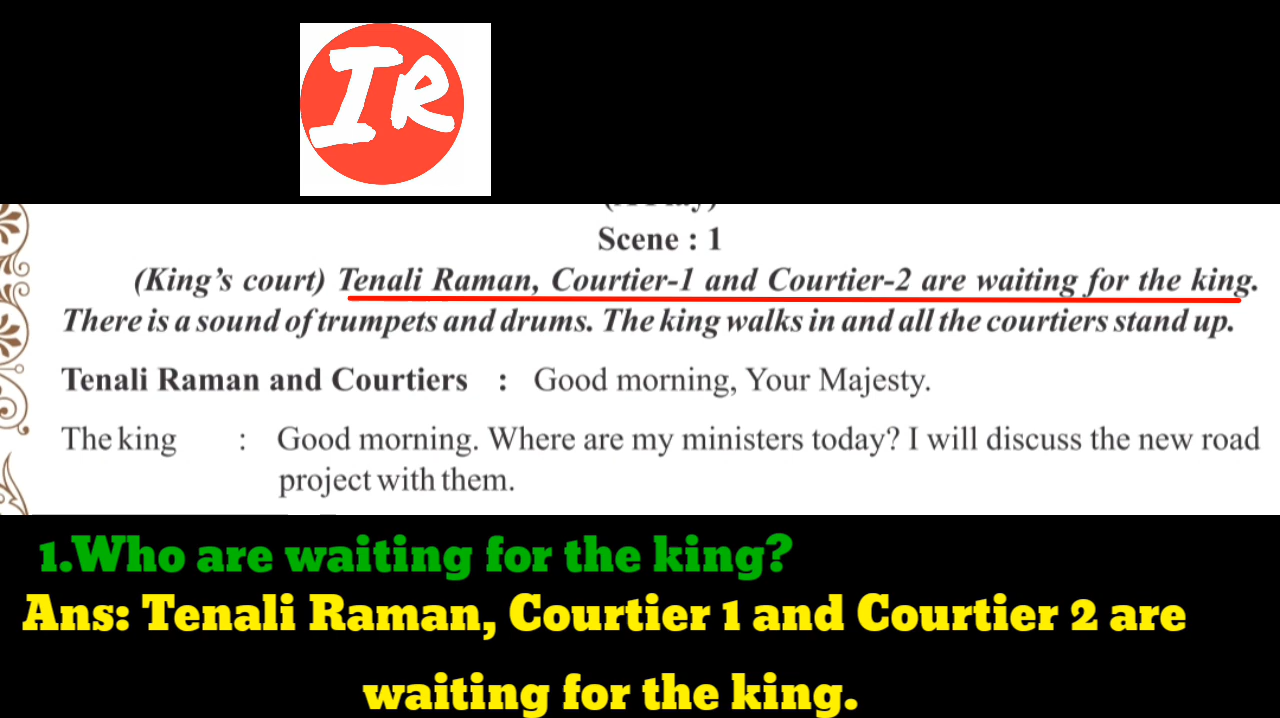 IR
Scene : 1
(King's court) Tenali Raman, Courtier-1 and Courtier-2 are waiting for the king.
There is a sound of trumpets and drums. The king walks in and all the courtiers stand up.
Tenali Raman and Courtiers : Good morning, Your Majesty.
The king : Good morning. Where are my ministers today? I will discuss the new road
project with them.
1.Who are waiting for the king?
Ans: Tenali Raman, Courtier 1 and Courtier 2 are
waiting for the king.